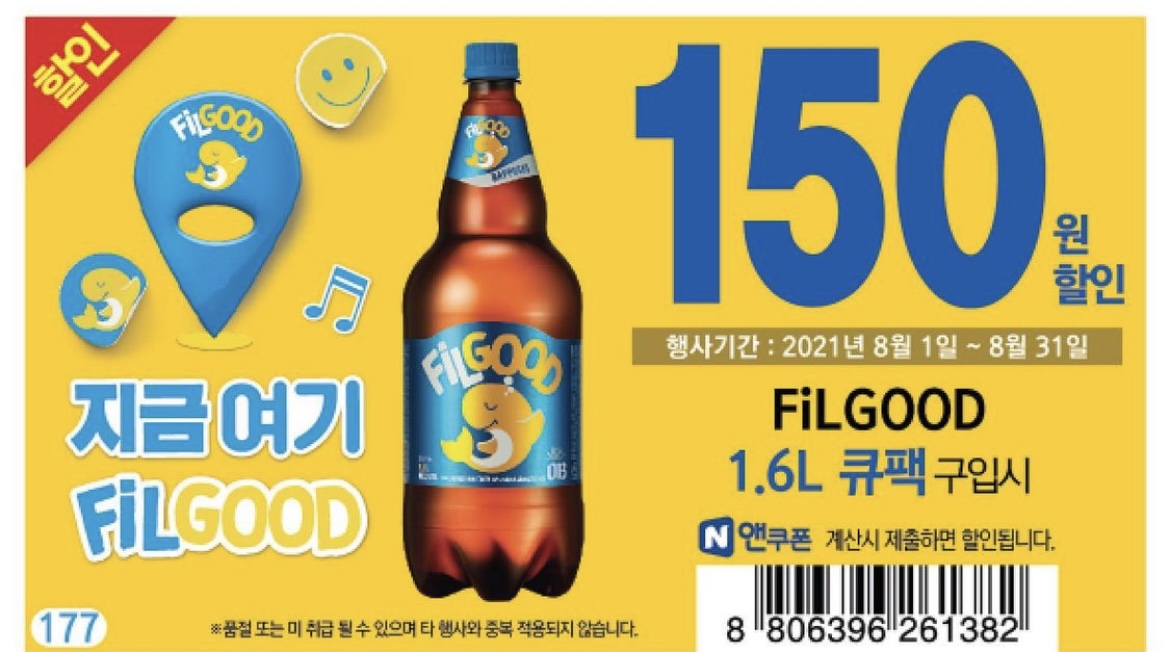 할인
FiLGOOD
지금 여기
FiLGOOD
177
FiLGOOD
HAPPOSHU
FiLGOOD
150
원
할인
행사기간 : 2021년 8월 1일 ~ 8월 31일
FiLGOOD
1.6L 큐팩 구입시
N 앤쿠폰 계산시 제출하면 할인됩니다.
8 806396 261382
※품절 또는 미 취급 될 수 있으며 타 행사와 중복 적용되지 않습니다.